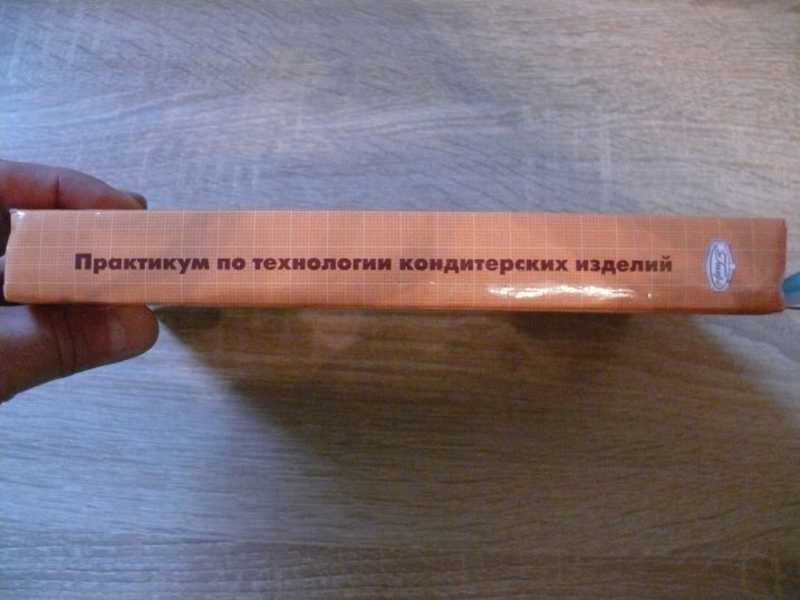 Практикум по технологии кондитерских изделий